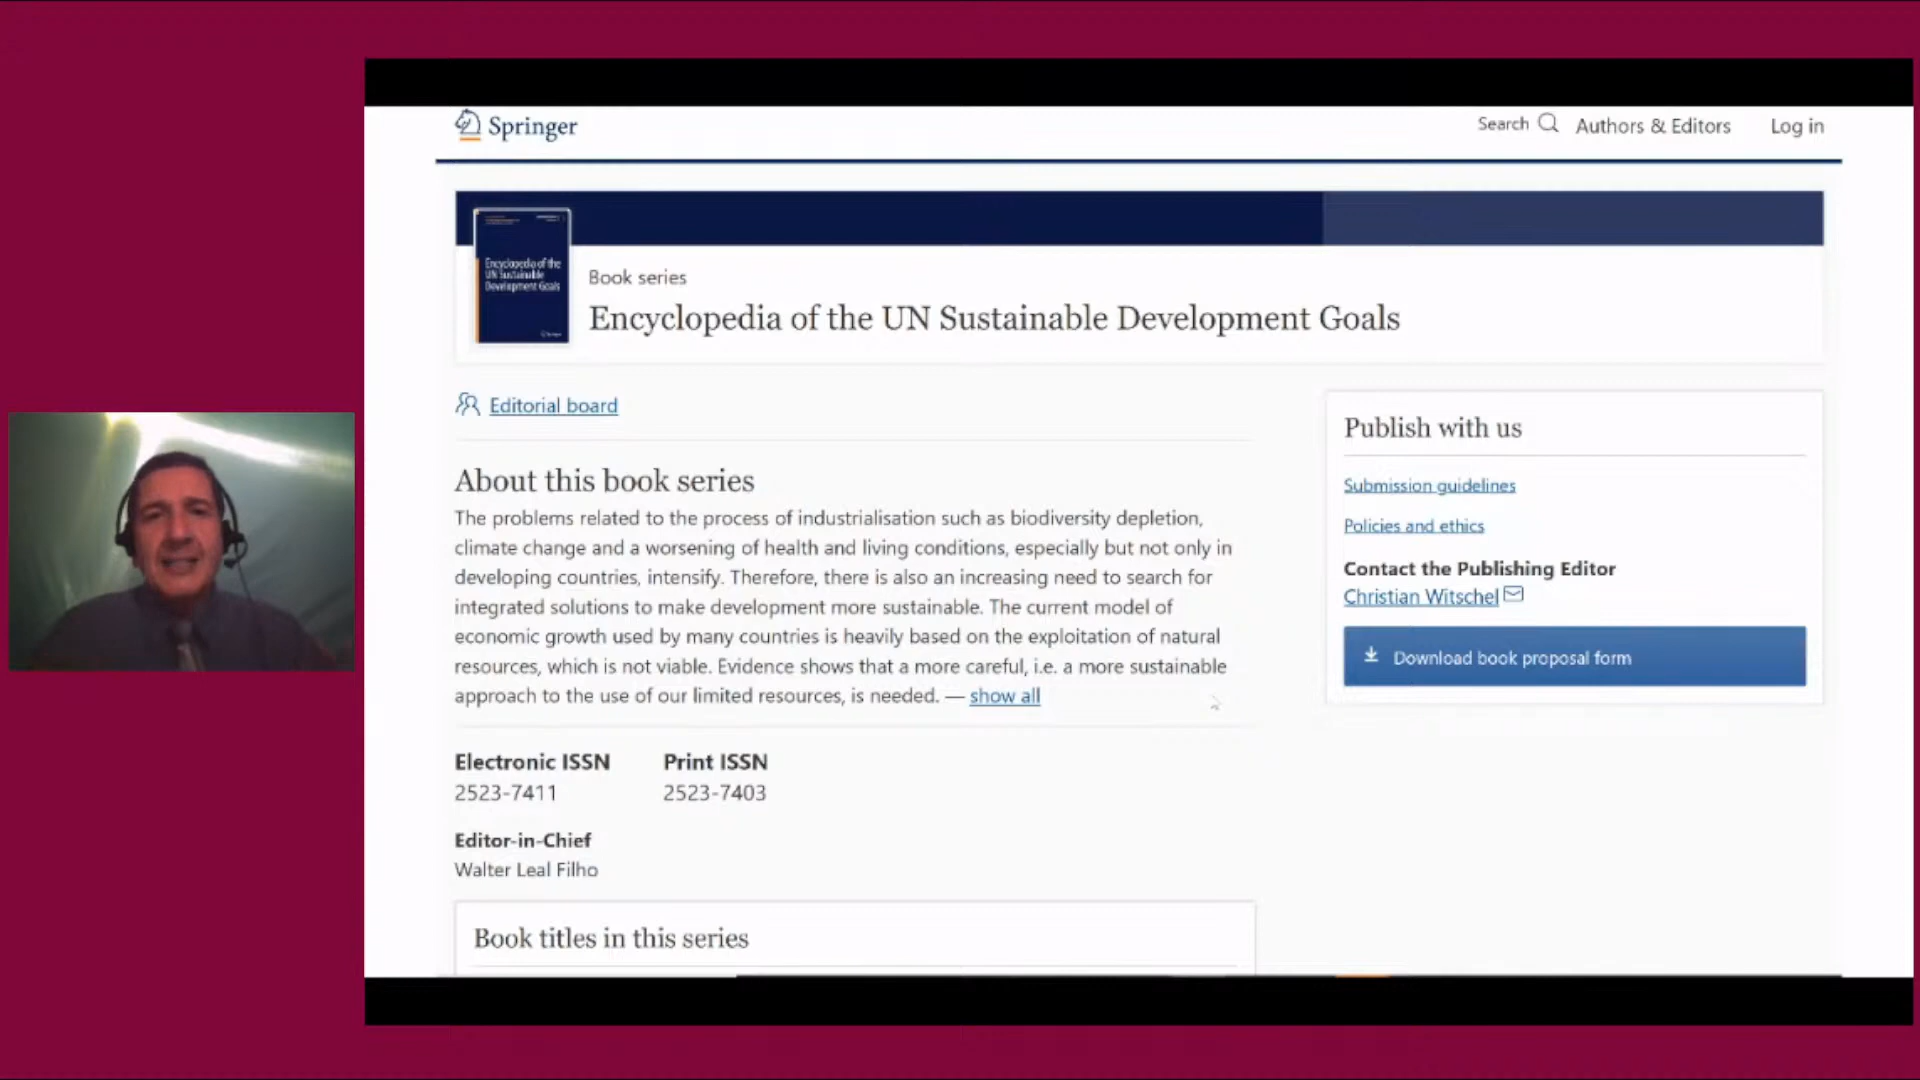 Springer
Search
Authors & Editors
Log in
Encyclopedia of the
UN Sustainable
Development Goals
Book series
Encyclopedia of the UN Sustainable Development Goals
Editorial board
About this book series
The problems related to the process of industrialisation such as biodiversity depletion,
climate change and a worsening of health and living conditions, especially but not only in
developing countries, intensify. Therefore, there is also an increasing need to search for
integrated solutions to make development more sustainable. The current model of
economic growth used by many countries is heavily based on the exploitation of natural
resources, which is not viable. Evidence shows that a more careful, i.e. a more sustainable
approach to the use of our limited resources, is needed. — show all
Electronic ISSN
2523-7411
Print ISSN
2523-7403
Editor-in-Chief
Walter Leal Filho
Book titles in this series
Publish with us
Submission guidelines
Policies and ethics
Contact the Publishing Editor
Christian Witschel
Download book proposal form